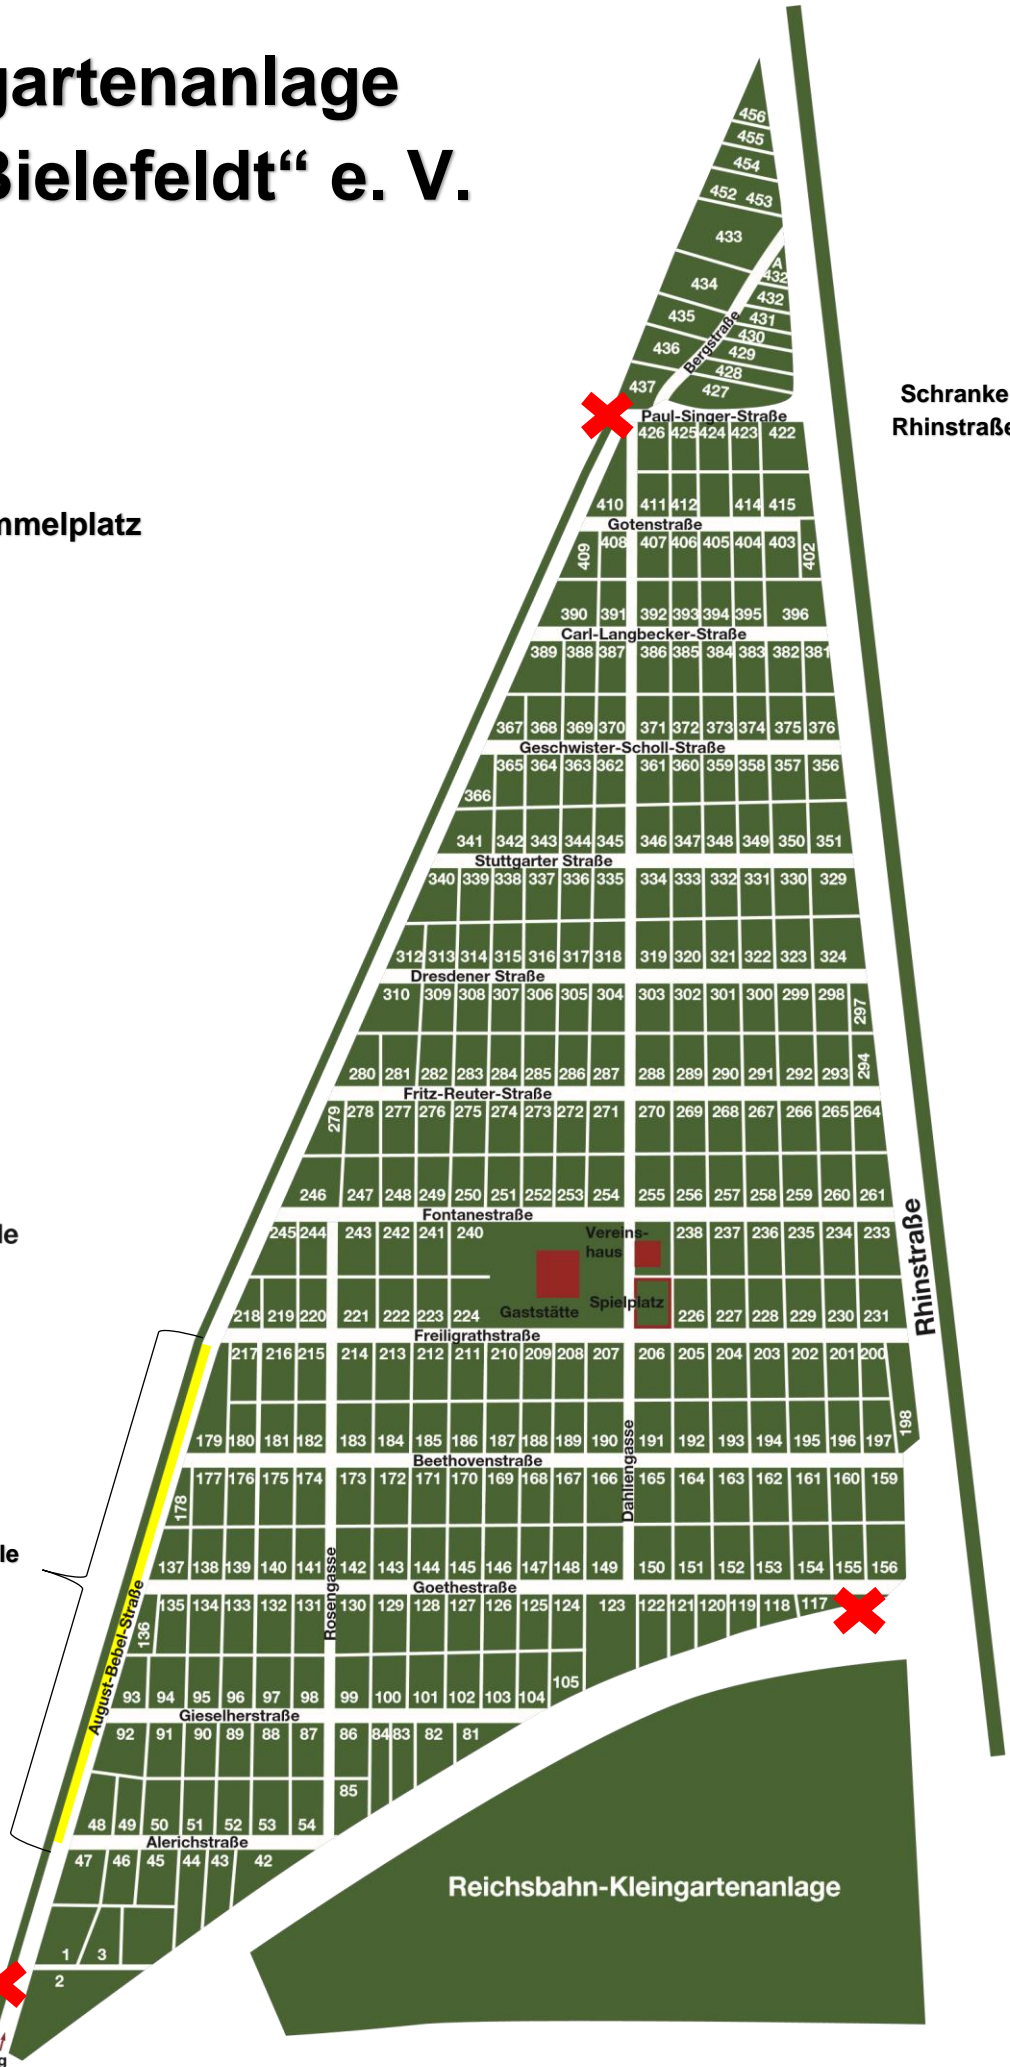 gartenanlage
Bielefeldt“ e. V.
456
455
454
452 453
433
A
432
434
432
435
431
430
436
429
428
437
427
Bergstraße
Schranke
Rhinstraße
Paul-Singer-Straße
426 425 424 423 422
410 411 412 414 415
mmelplatz
Gotenstraße
409 408 407 406 405 404 403 402
390 391 392 393 394 395 396
Carl-Langbecker-Straße
389 388 387 386 385 384 383 382 381
367 368 369 370 371 372 373 374 375 376
Geschwister-Scholl-Straße
366 365 364 363 362 361 360 359 358 357 356
341 342 343 344 345 346 347 348 349 350 351
Stuttgarter Straße
340 339 338 337 336 335 334 333 332 331 330 329
312 313 314 315 316 317 318 319 320 321 322 323 324
Dresdener Straße
310 309 308 307 306 305 304 303 302 301 300 299 298 297
280 281 282 283 284 285 286 287 288 289 290 291 292 293 294
Fritz-Reuter-Straße
279 278 277 276 275 274 273 272 271 270 269 268 267 266 265 264
246 247 248 249 250 251 252 253 254 255 256 257 258 259 260 261
Fontanestraße
Rhinstraße
le
245 244 243 242 241 240 238 237 236 235 234 233
Vereins-
haus
Gaststätte
Spielplatz
218 219 220 221 222 223 224 226 227 228 229 230 231
Freiligrathstraße
217 216 215 214 213 212 211 210 209 208 207 206 205 204 203 202 201 200
179 180 181 182 183 184 185 186 187 188 189 190 191 192 193 194 195 196 197 198
Beethovenstraße
Dahliengasse
178 177 176 175 174 173 172 171 170 169 168 167 166 165 164 163 162 161 160 159
le
137 138 139 140 141 142 143 144 145 146 147 148 149 150 151 152 153 154 155 156
Goethestraße
Rosengasse
August-Bebel-Straße
136 135 134 133 132 131 130 129 128 127 126 125 124 123 122 121 120 119 118 117
93 94 95 96 97 98 99 100 101 102 103 104 105
Gieselherstraße
92 91 90 89 88 87 86 84 83 82 81
85
48 49 50 51 52 53 54
Alerichstraße
47 46 45 44 43 42
1 3
2
Reichsbahn-Kleingartenanlage
g